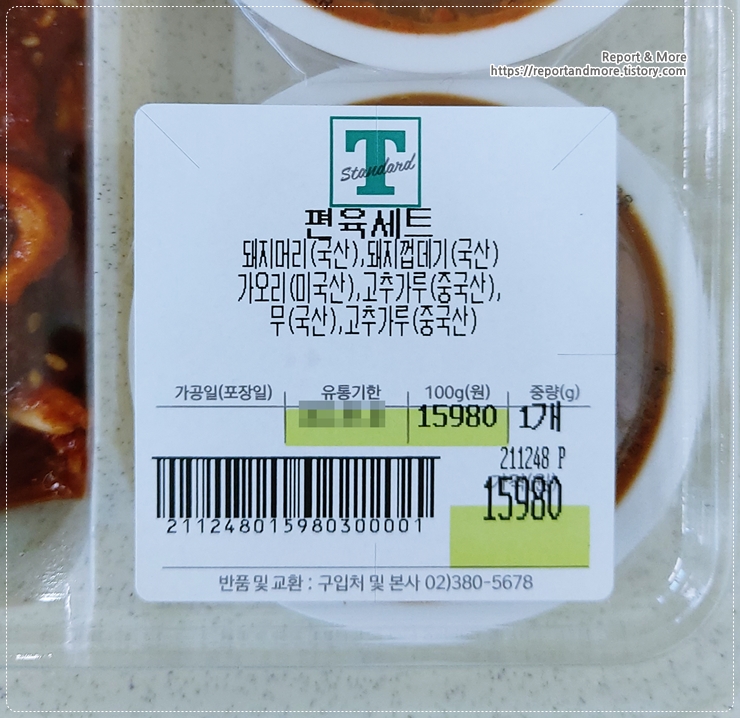 Report & More
https://reportandmore.tistory.com
T
Standard
편육세트
돼지머리(국산),돼지껍데기(국산)
가오리(미국산),고추가루(중국산),
무(국산),고추가루(중국산)
가공일(포장일) 유통기한 100g(원) 중량(g)
15980 1개
211248 P
15980
211248015980300001
반품 및 교환 : 구입처 및 본사 02)380-5678